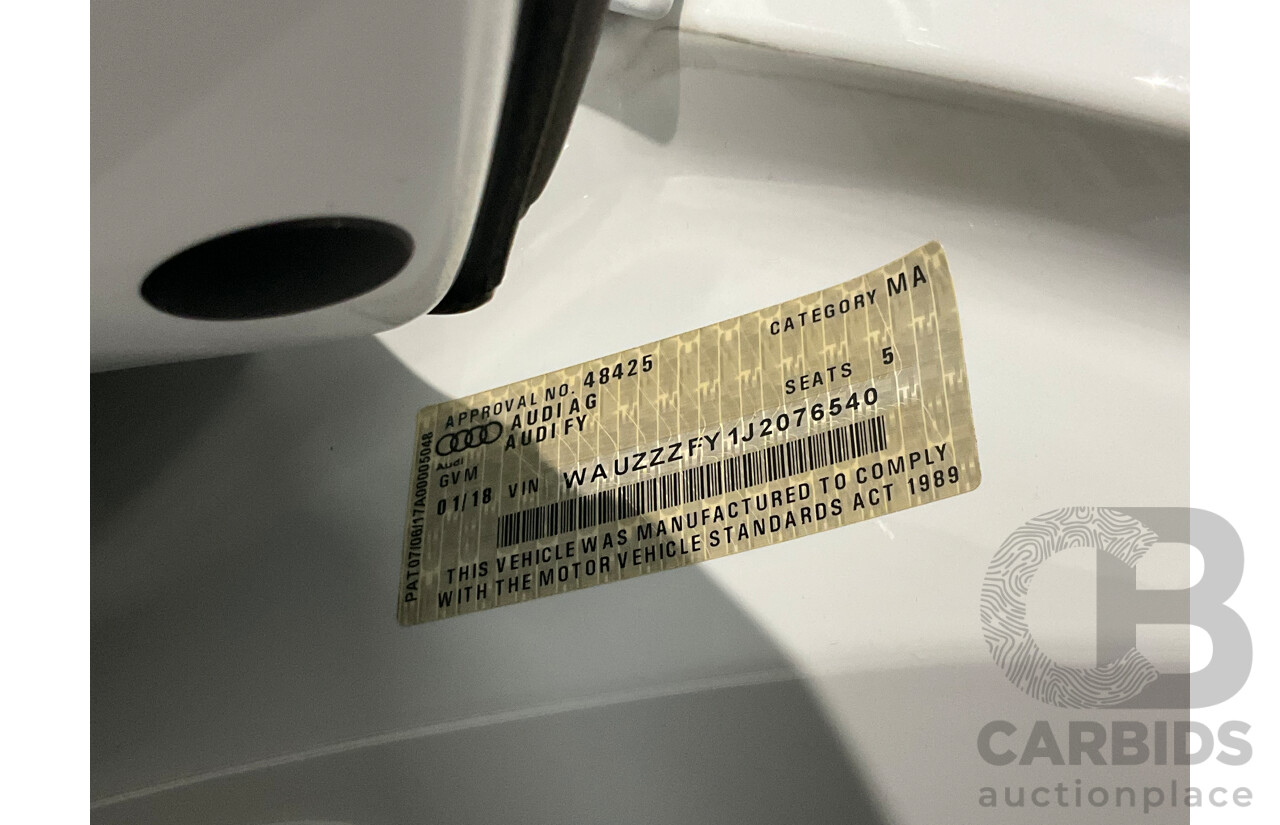 APPROVAL NO. 48425
CATEGORY MA
AUDI AG
AUDI FY
SEATS 5
Audi
GVM
01/18 VIN WAUZZZFY1J2076540
THIS VEHICLE WAS MANUFACTURED TO COMPLY
WITH THE MOTOR VEHICLE STANDARDS ACT 1989
PAT07/06/17A00005048
CB
CARBIDS
auctionplace